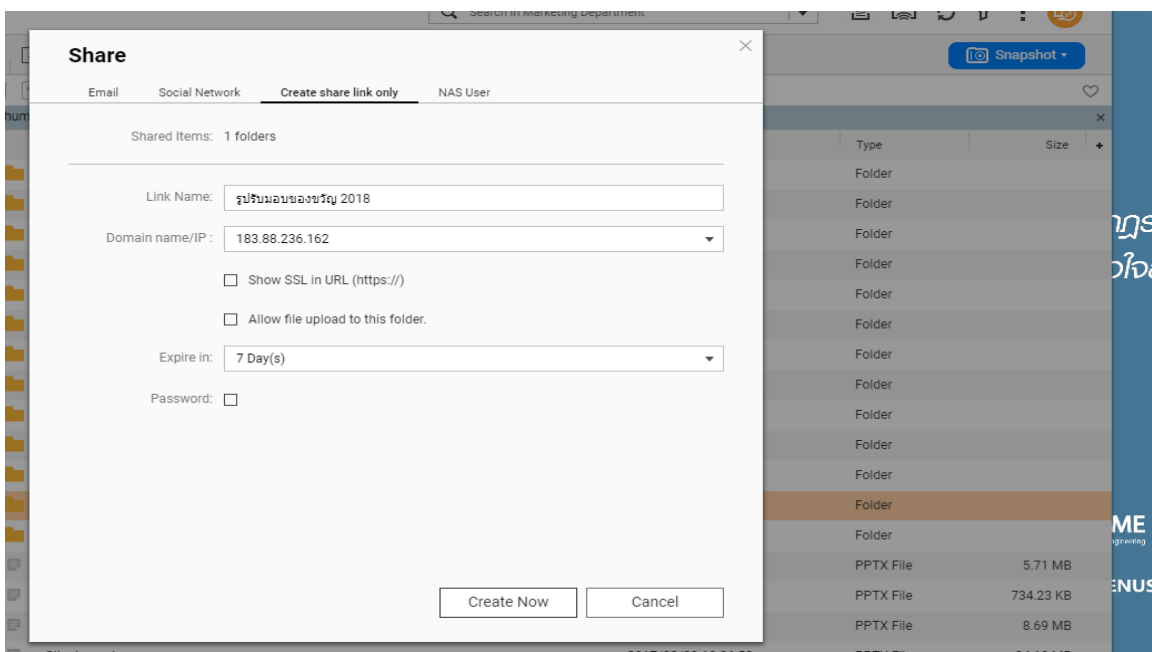 Search in Marketing Department
Share
Snapshot
Email Social Network Create share link only NAS User
Shared Items: 1 folders
Type Size
Link Name: รูปรับมอบของขวัญ 2018
Domain name/IP : 183.88.236.162
Show SSL in URL (https://)
Allow file upload to this folder.
Expire in: 7 Day(s)
Password:
Create Now Cancel
Folder
Folder
Folder
Folder
Folder
Folder
Folder
Folder
Folder
Folder
Folder
Folder
Folder
PPTX File 5.71 MB
PPTX File 734.23 KB
PPTX File 8.69 MB
ME
ENUS